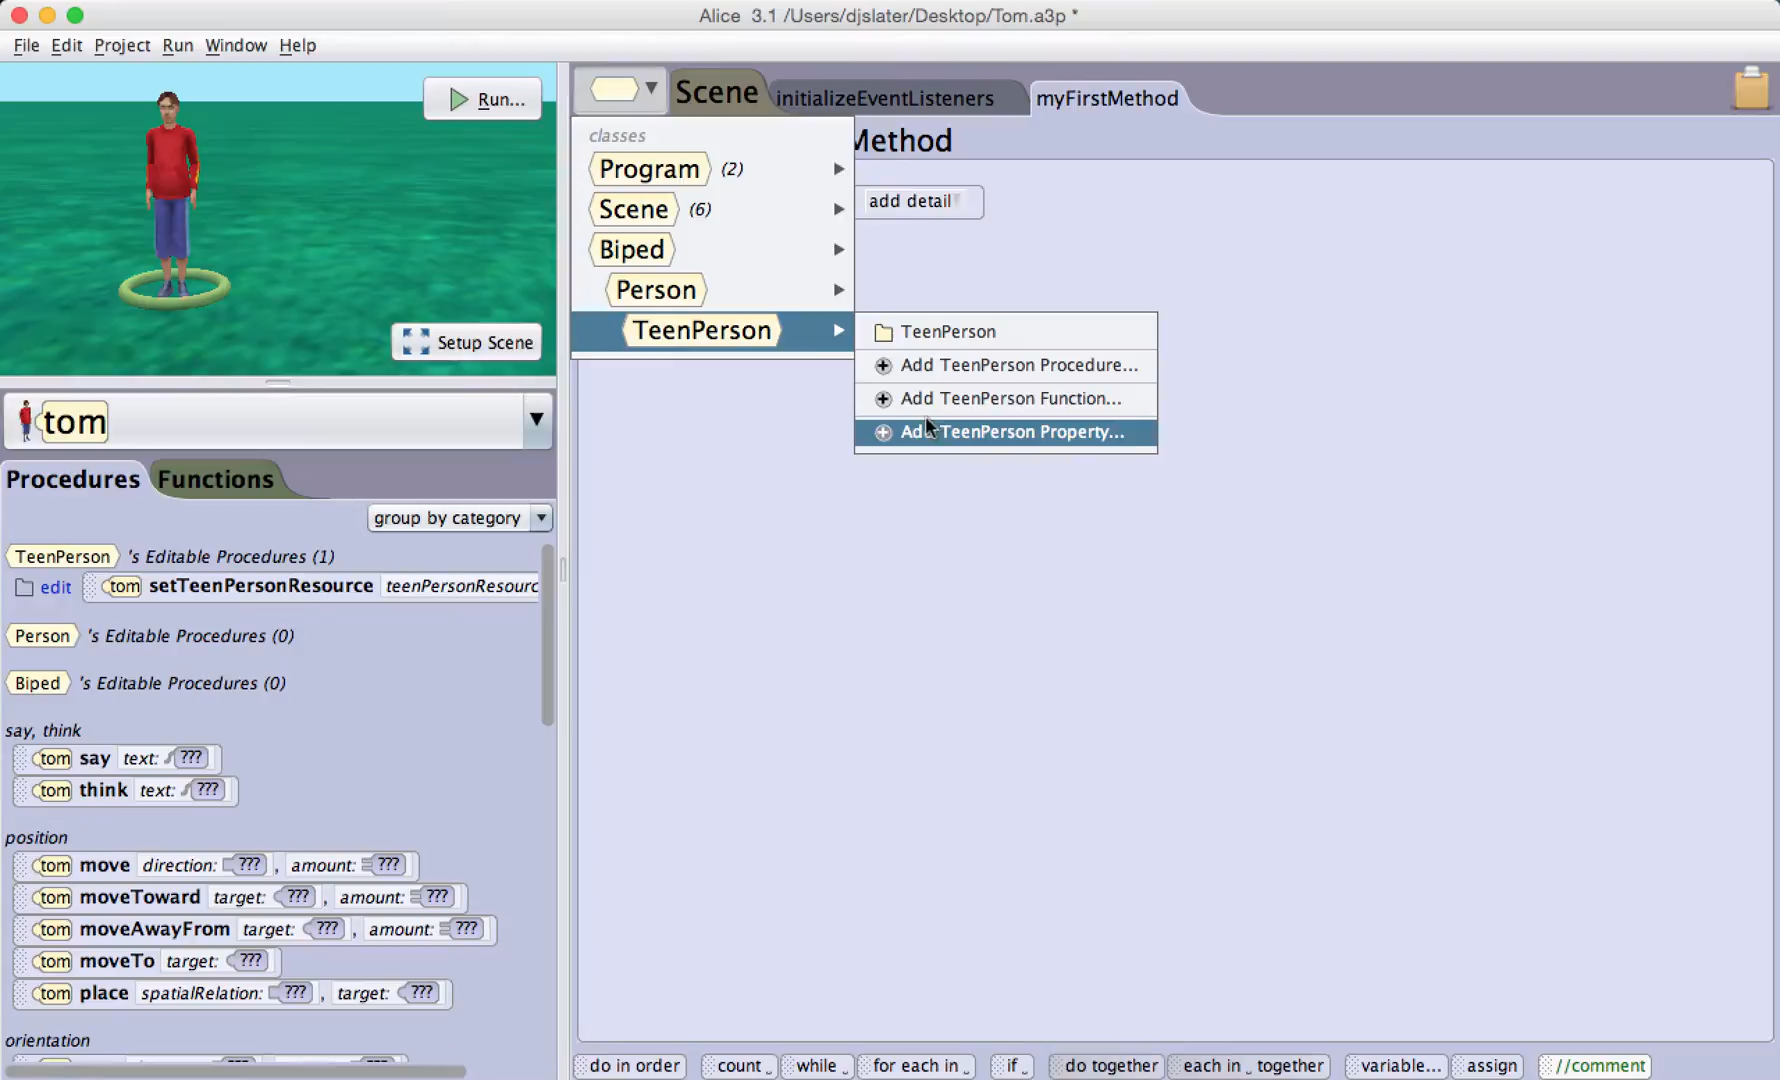 Alice 3.1 /Users/djslater/Desktop/Tom.a3p *
File Edit Project Run Window Help
Run...
Setup Scene
Scene initializeEventListeners myFirstMethod
Method
add detail
classes
Program (2)
Scene (6)
Biped
Person
TeenPerson
TeenPerson
Add TeenPerson Procedure...
Add TeenPerson Function...
Add TeenPerson Property...
tom
Procedures Functions
group by category
TeenPerson 's Editable Procedures (1)
edit tom setTeenPersonResource teenPersonResourc
Person 's Editable Procedures (0)
Biped 's Editable Procedures (0)
say, think
tom say text: ???
tom think text: ???
position
tom move direction: ??? , amount: ???
tom moveToward target: ??? , amount: ???
tom moveAwayFrom target: ??? , amount: ???
tom moveTo target: ???
tom place spatialRelation: ??? , target: ???
orientation
do in order count _ while _ for each in _ if _ do together each in _ together variable... assign //comment